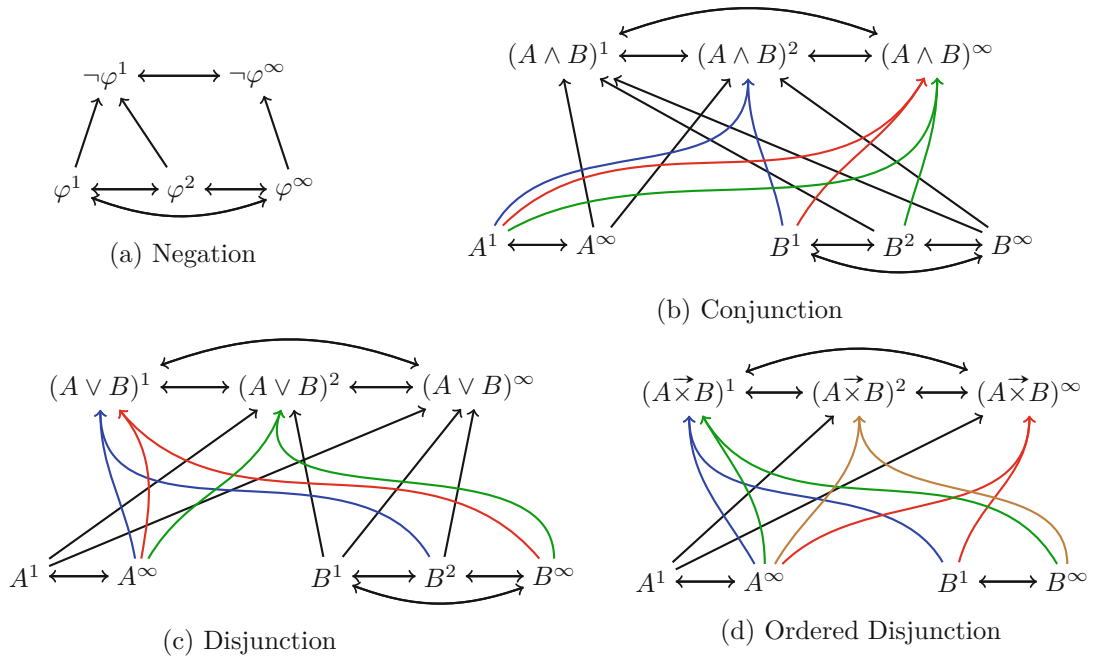 (A ∧ B)¹ (A ∧ B)² (A ∧ B)^∞
¬φ¹ ¬φ^∞
φ¹ φ² φ^∞
A¹ A^∞ B¹ B² B^∞
(a) Negation
(b) Conjunction
(A ∨ B)¹ (A ∨ B)² (A ∨ B)^∞
(A×⃗B)¹ (A×⃗B)² (A×⃗B)^∞
A¹ A^∞ B¹ B² B^∞
A¹ A^∞ B¹ B^∞
(c) Disjunction
(d) Ordered Disjunction